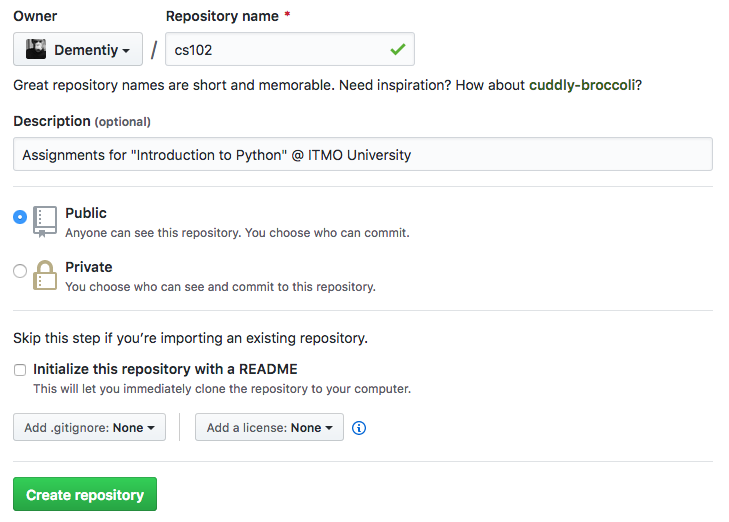 Owner Repository name *
Dementiy / cs102
Great repository names are short and memorable. Need inspiration? How about cuddly-broccoli?
Description (optional)
Assignments for "Introduction to Python" @ ITMO University
Public
Anyone can see this repository. You choose who can commit.
Private
You choose who can see and commit to this repository.
Skip this step if you’re importing an existing repository.
Initialize this repository with a README
This will let you immediately clone the repository to your computer.
Add .gitignore: None Add a license: None
Create repository